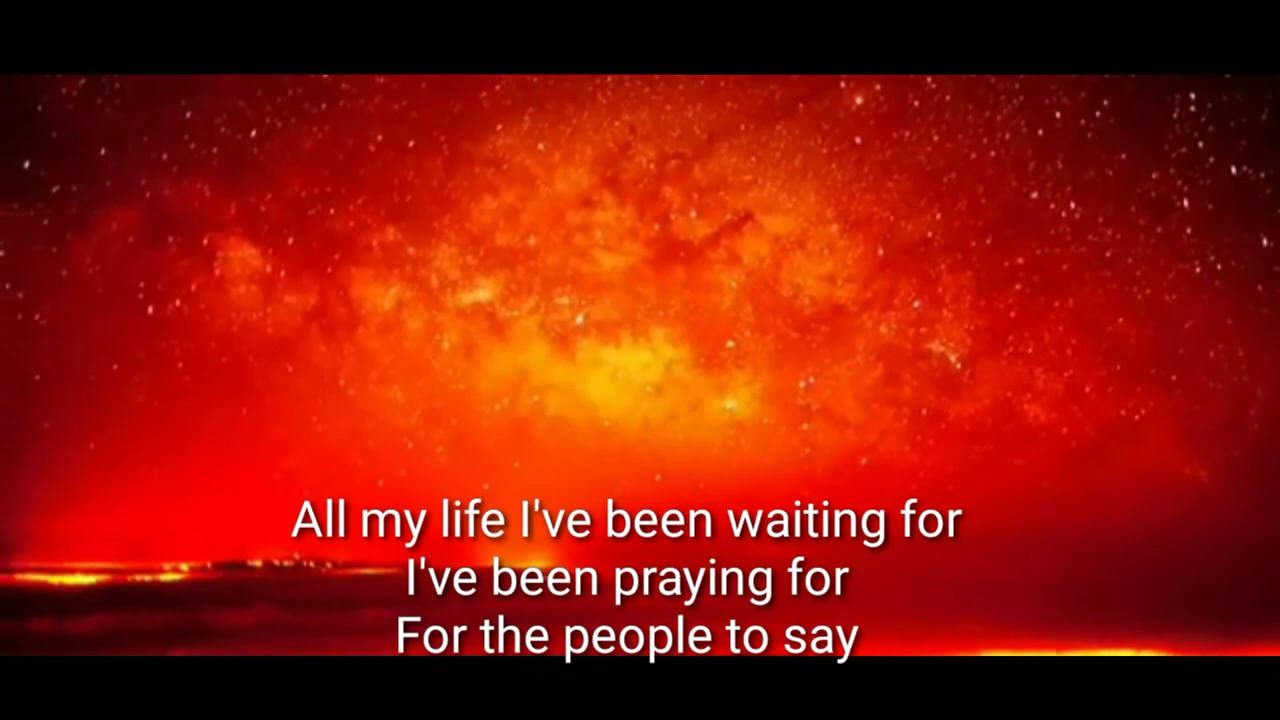 All my life I've been waiting for
I've been praying for
For the people to say